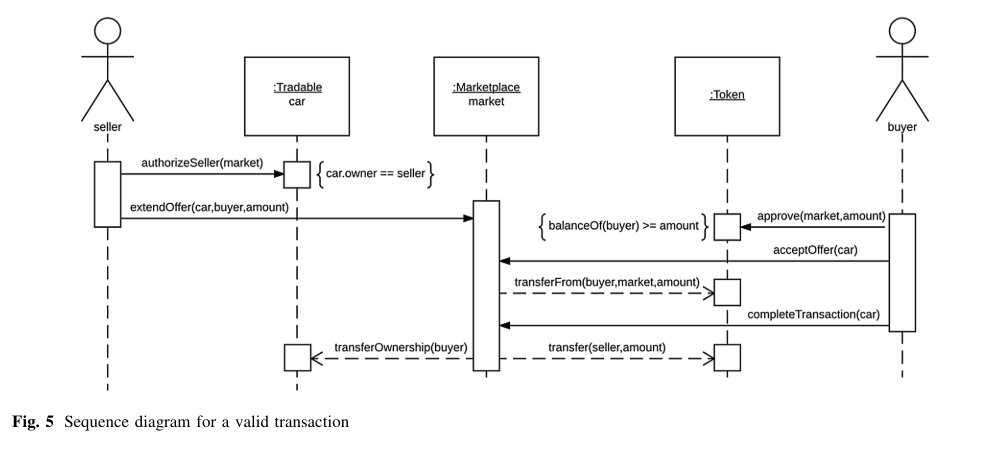 seller
:Tradable
car
:Marketplace
market
:Token
buyer
authorizeSeller(market)
{ car.owner == seller }
extendOffer(car,buyer,amount)
{ balanceOf(buyer) >= amount }
approve(market,amount)
acceptOffer(car)
transferFrom(buyer,market,amount)
completeTransaction(car)
transferOwnership(buyer)
transfer(seller,amount)
Fig. 5 Sequence diagram for a valid transaction